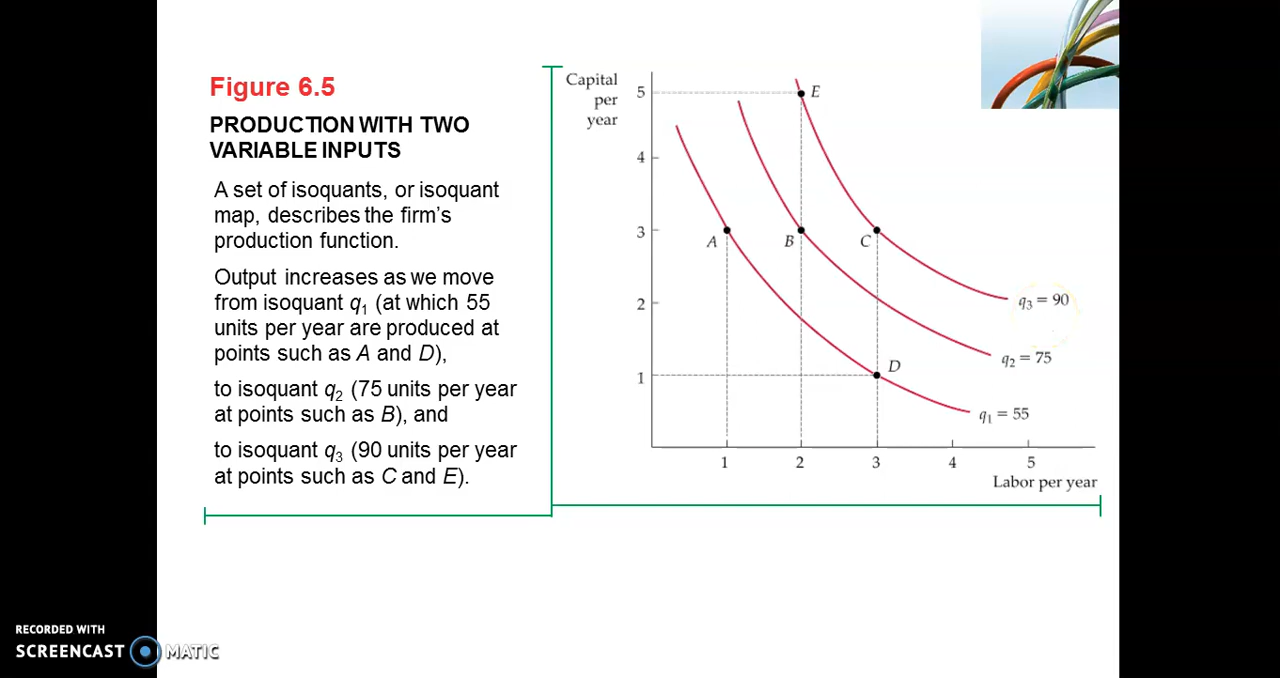 Figure 6.5
PRODUCTION WITH TWO
VARIABLE INPUTS
A set of isoquants, or isoquant
map, describes the firm's
production function.
Output increases as we move
from isoquant q1 (at which 55
units per year are produced at
points such as A and D),
to isoquant q2 (75 units per year
at points such as B), and
to isoquant q3 (90 units per year
at points such as C and E).
Capital
per
year
5
4
3
2
1
E
A
B
C
D
q3 = 90
q2 = 75
q1 = 55
1 2 3 4 5
Labor per year
RECORDED WITH
SCREENCAST MATIC